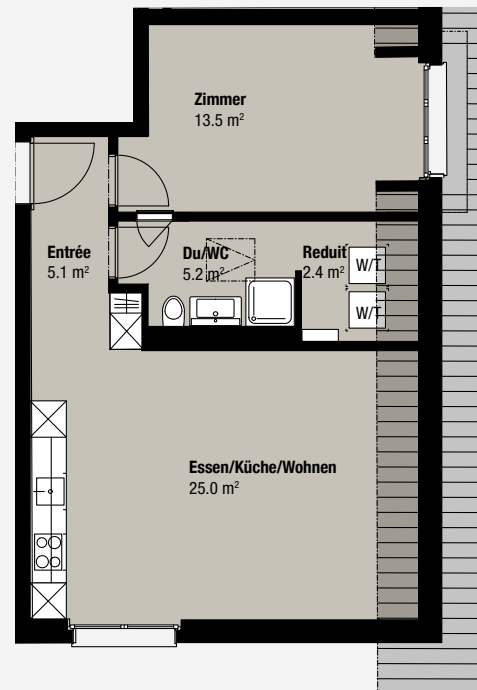 Zimmer
13.5 m²
Entrée
5.1 m²
Du/WC
5.2 m²
Reduit
2.4 m²
W/T
W/T
Essen/Küche/Wohnen
25.0 m²